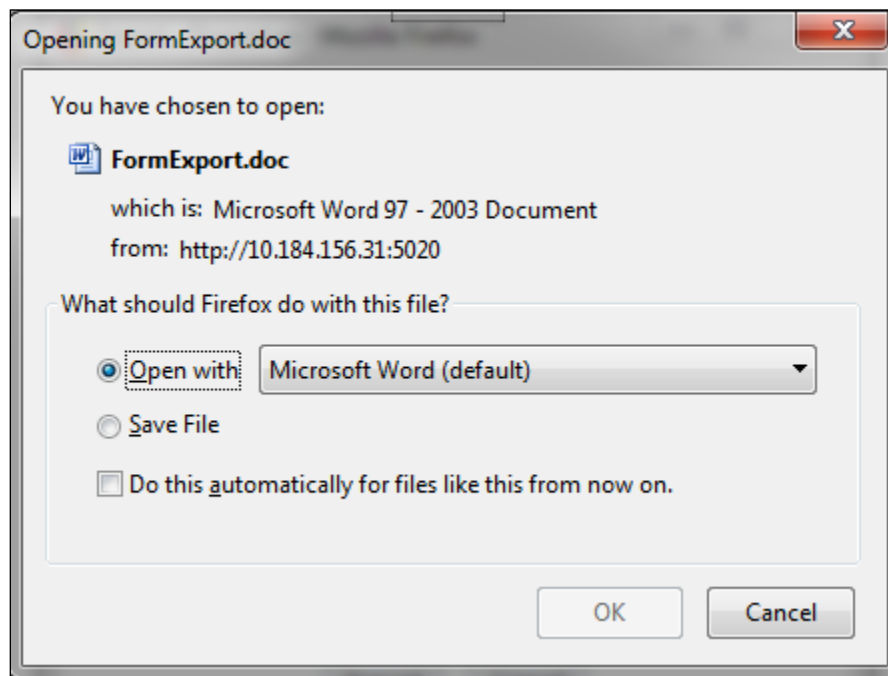 Opening FormExport.doc
You have chosen to open:
FormExport.doc
which is: Microsoft Word 97 - 2003 Document
from: http://10.184.156.31:5020
What should Firefox do with this file?
Open with Microsoft Word (default)
Save File
Do this automatically for files like this from now on.
OK Cancel